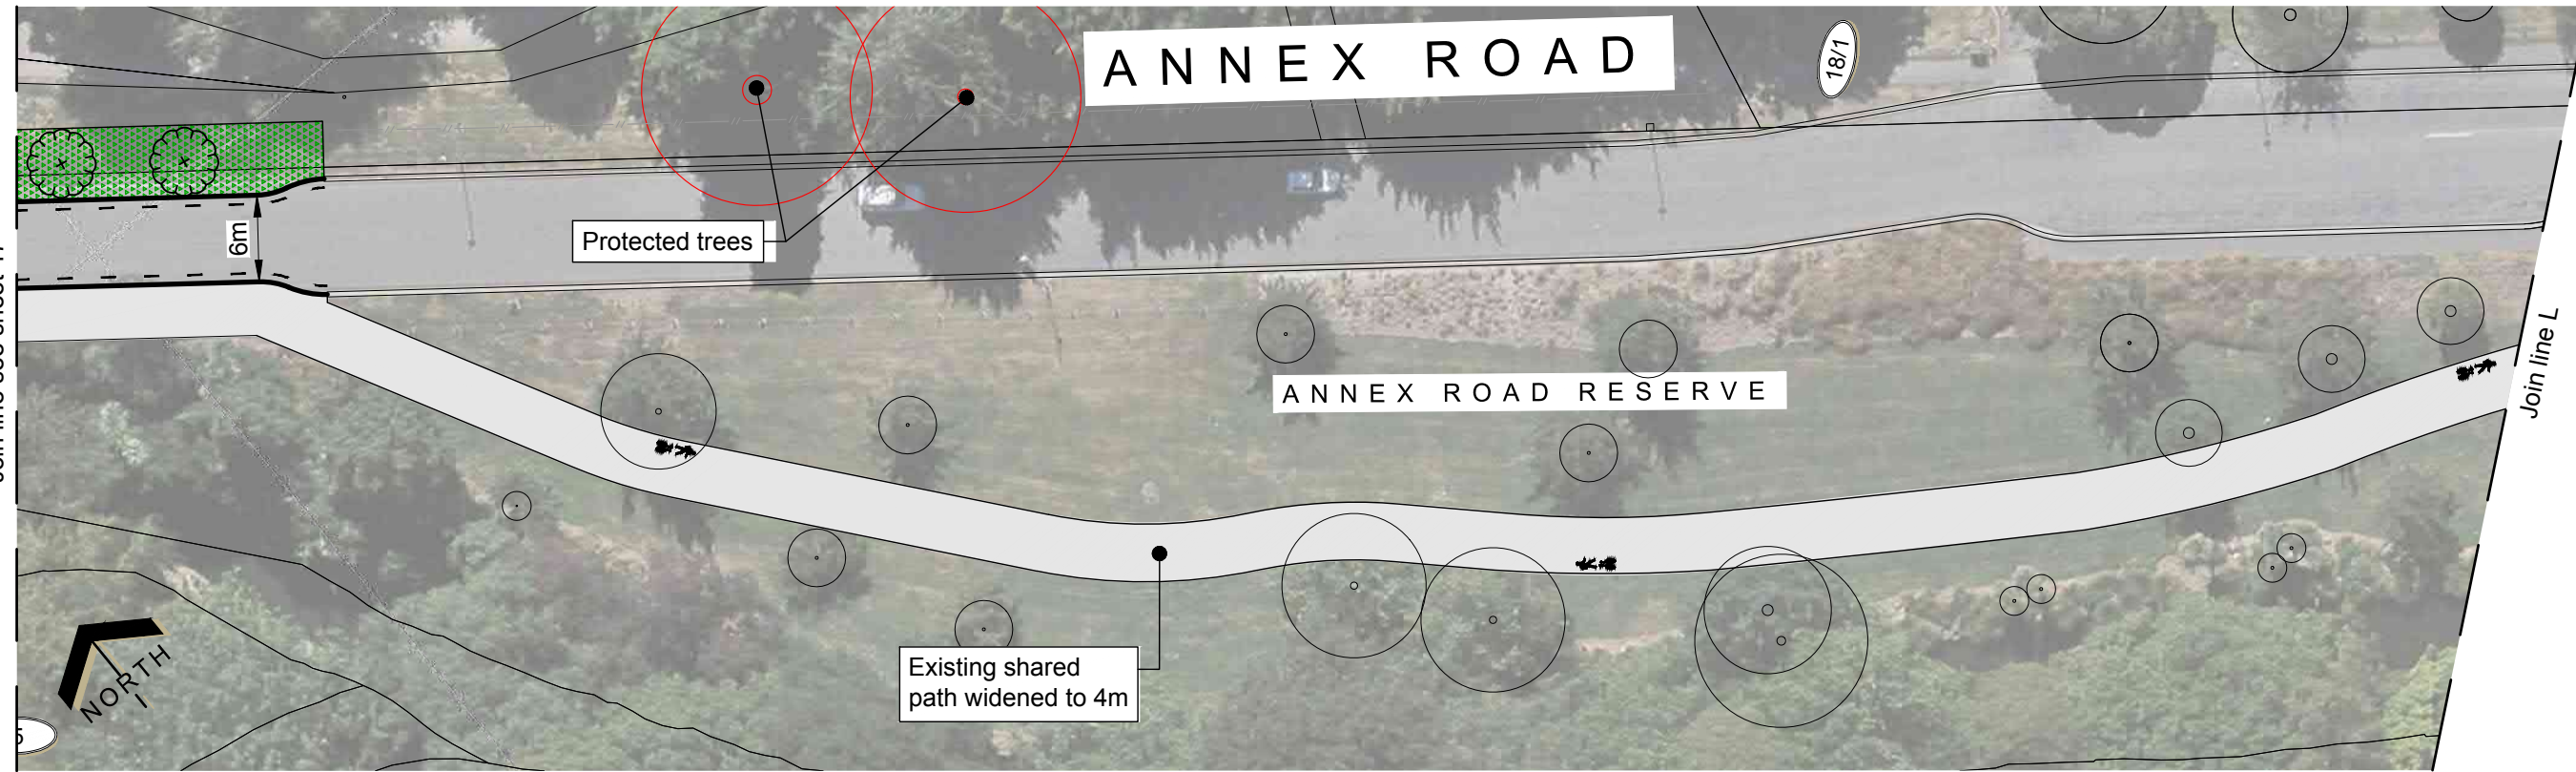 ANNEX ROAD
18/1
6m
Protected trees
ANNEX ROAD RESERVE
Join line L
Existing shared
path widened to 4m
NORTH